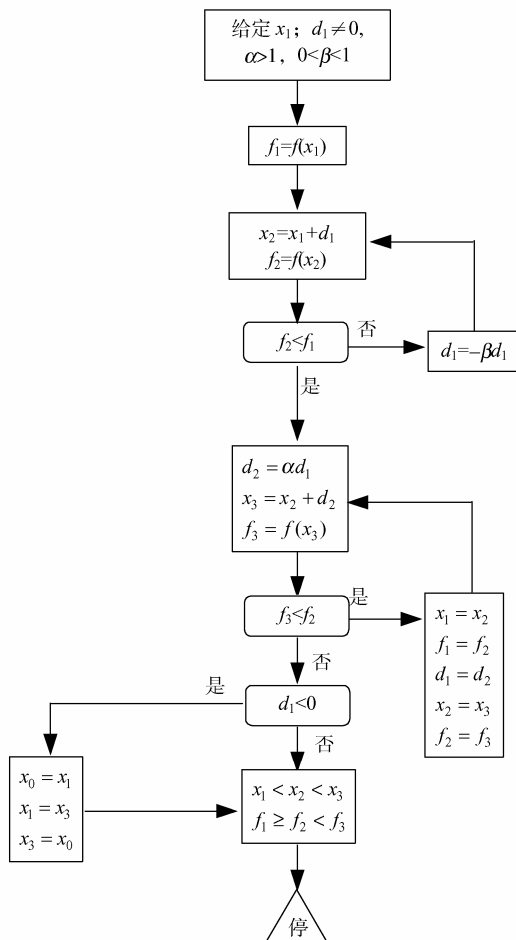 给定 x₁；d₁≠0,
α>1, 0<β<1
f₁=f(x₁)
x₂=x₁+d₁
f₂=f(x₂)
f₂<f₁
否
d₁=–βd₁
是
d₂ = αd₁
x₃ = x₂ + d₂
f₃ = f(x₃)
f₃<f₂
是
x₁ = x₂
f₁ = f₂
d₁ = d₂
x₂ = x₃
f₂ = f₃
否
d₁<0
是
否
x₀ = x₁
x₁ = x₃
x₃ = x₀
x₁ < x₂ < x₃
f₁ ≥ f₂ < f₃
停